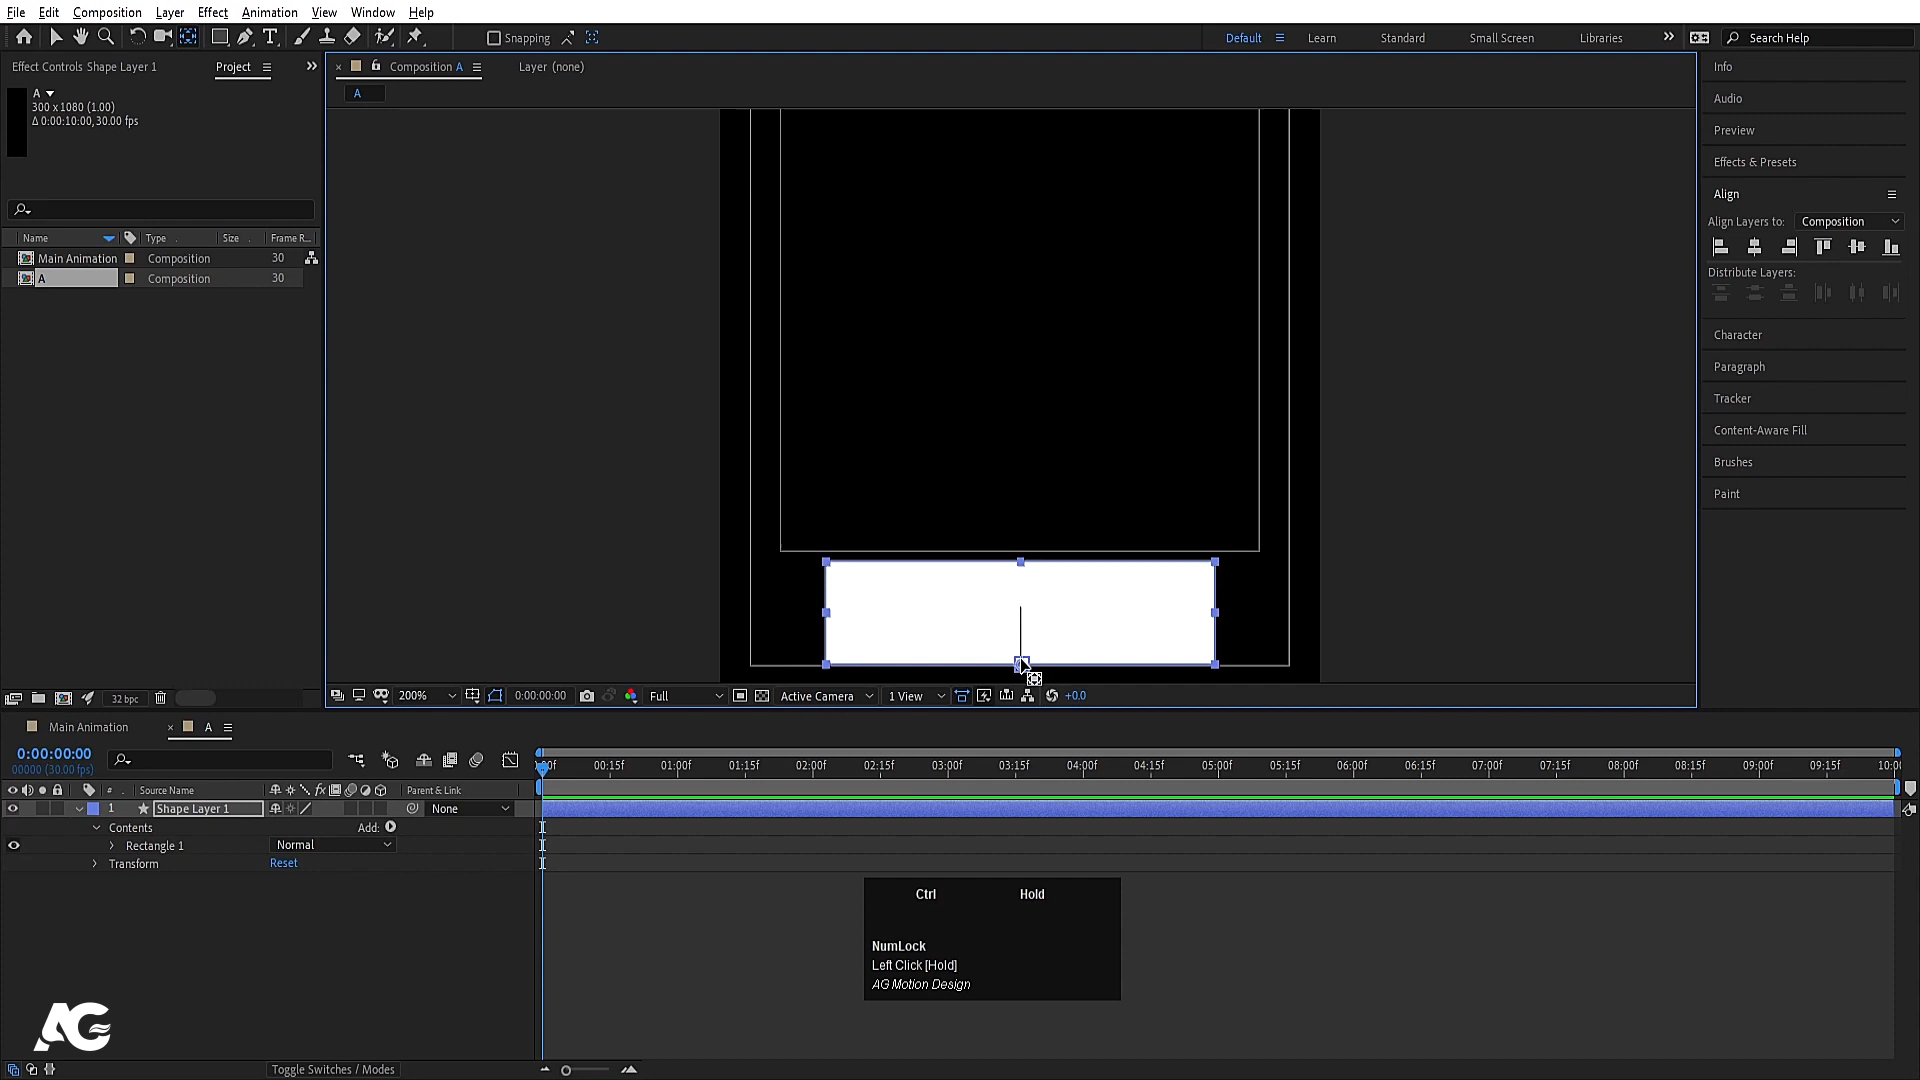 File Edit Composition Layer Effect Animation View Window Help
Snapping
Default Learn Standard Small Screen Libraries Search Help
Effect Controls Shape Layer 1 Project
Composition A Layer (none)
A
A
300 x 1080 (1.00)
Δ 0:00:10:00, 30.00 fps
Name Type Size Frame R...
Main Animation Composition 30
A Composition 30
32 bpc
200% 0:00:00:00 Full Active Camera 1 View +0.0
Info
Audio
Preview
Effects & Presets
Align
Align Layers to: Composition
Distribute Layers:
Character
Paragraph
Tracker
Content-Aware Fill
Brushes
Paint
Main Animation A
0:00:00:00
00000 (30.00 fps)
00:15f 01:00f 01:15f 02:00f 02:15f 03:00f 03:15f 04:00f 04:15f 05:00f 05:15f 06:00f 06:15f 07:00f 07:15f 08:00f 08:15f 09:00f 09:15f 10:0
# Source Name fx Parent & Link
1 Shape Layer 1 None
Contents Add:
Rectangle 1 Normal
Transform Reset
Ctrl Hold
NumLock
Left Click [Hold]
AG Motion Design
AG
Toggle Switches / Modes